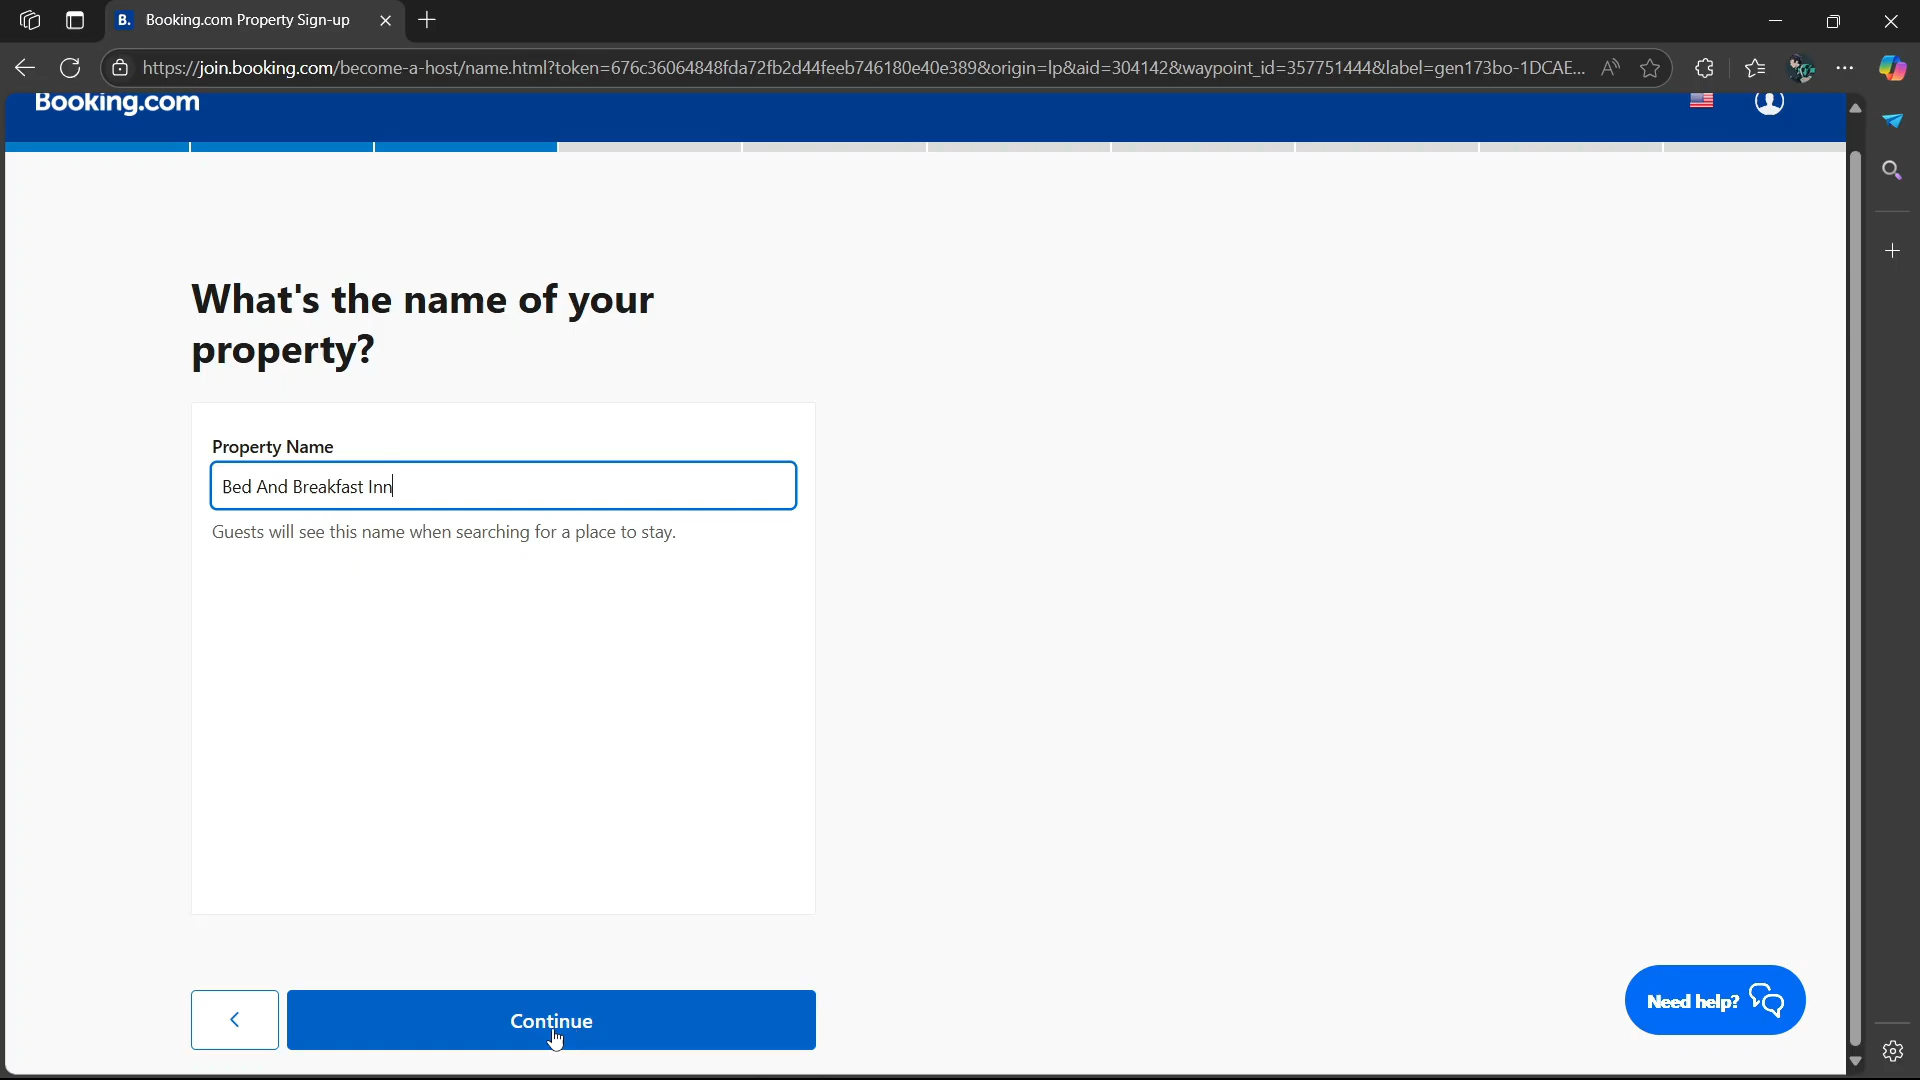 B. Booking.com Property Sign-up
https://join.booking.com/become-a-host/name.html?token=676c36064848fda72fb2d44feeb746180e40e389&origin=lp&aid=304142&waypoint_id=357751444&label=gen173bo-1DCAE...
Booking.com
What's the name of your
property?
Property Name
Bed And Breakfast Inn
Guests will see this name when searching for a place to stay.
Continue
Need help?